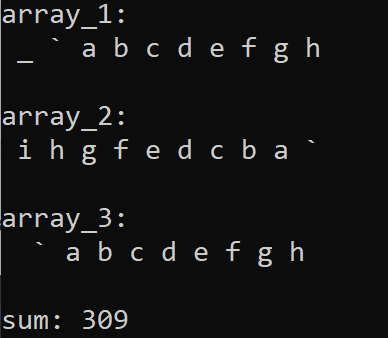 array_1:
_ ` a b c d e f g h
array_2:
i h g f e d c b a `
array_3:
` a b c d e f g h
sum: 309